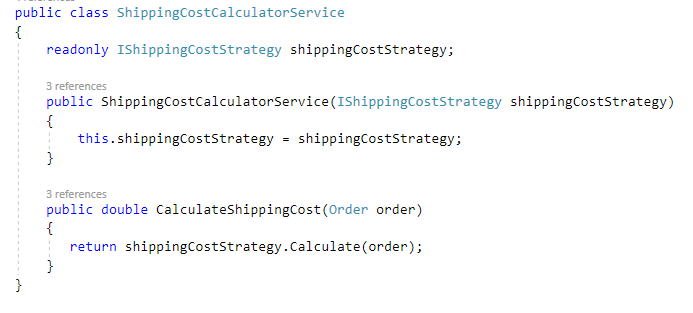 public class ShippingCostCalculatorService
{
readonly IShippingCostStrategy shippingCostStrategy;
3 references
public ShippingCostCalculatorService(IShippingCostStrategy shippingCostStrategy)
{
this.shippingCostStrategy = shippingCostStrategy;
}
3 references
public double CalculateShippingCost(Order order)
{
return shippingCostStrategy.Calculate(order);
}
}